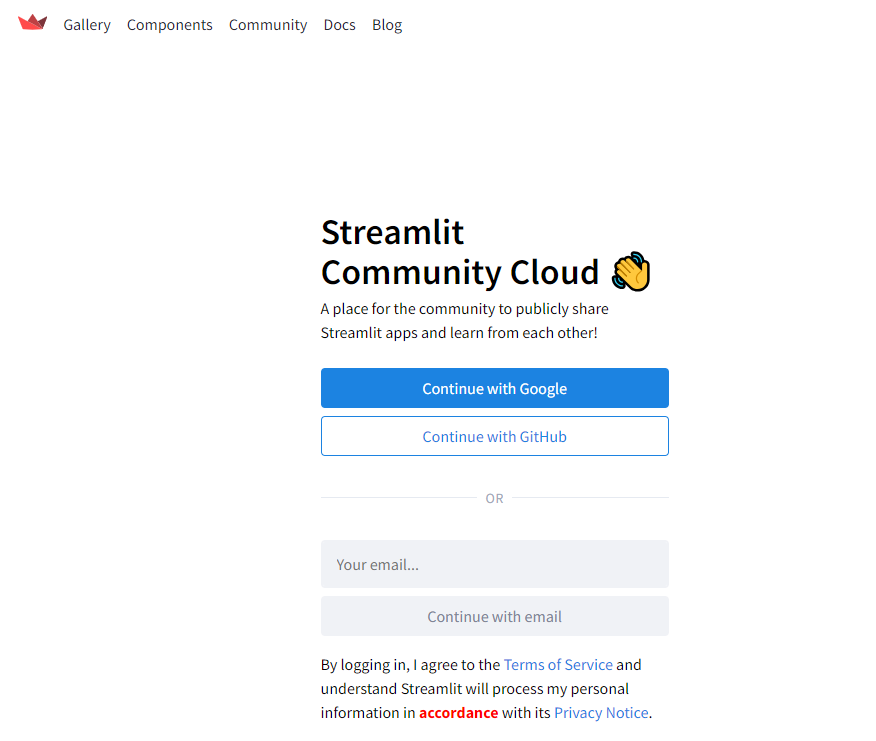 Gallery Components Community Docs Blog
Streamlit
Community Cloud 👋
A place for the community to publicly share
Streamlit apps and learn from each other!
Continue with Google
Continue with GitHub
OR
Your email...
Continue with email
By logging in, I agree to the Terms of Service and
understand Streamlit will process my personal
information in accordance with its Privacy Notice.